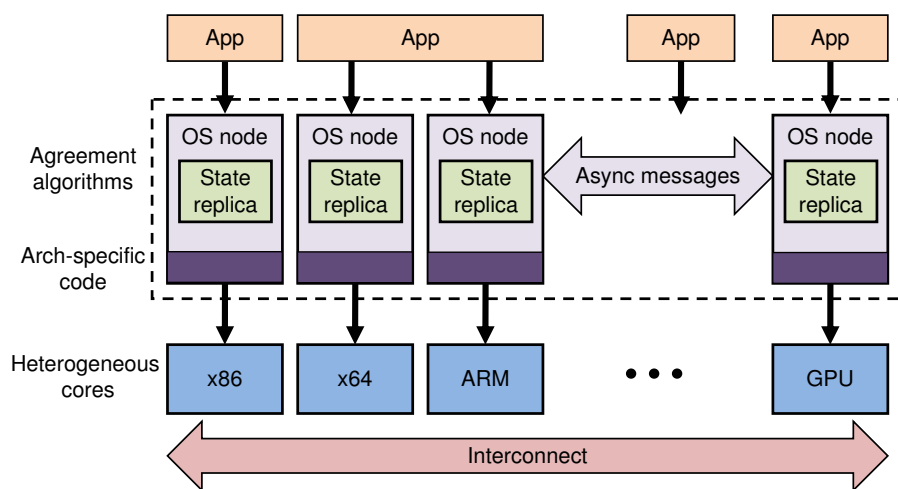 App
App
App
App
OS node
OS node
OS node
OS node
Agreement
algorithms
State
replica
State
replica
State
replica
Async messages
State
replica
Arch-specific
code
Heterogeneous
cores
x86
x64
ARM
...
GPU
Interconnect